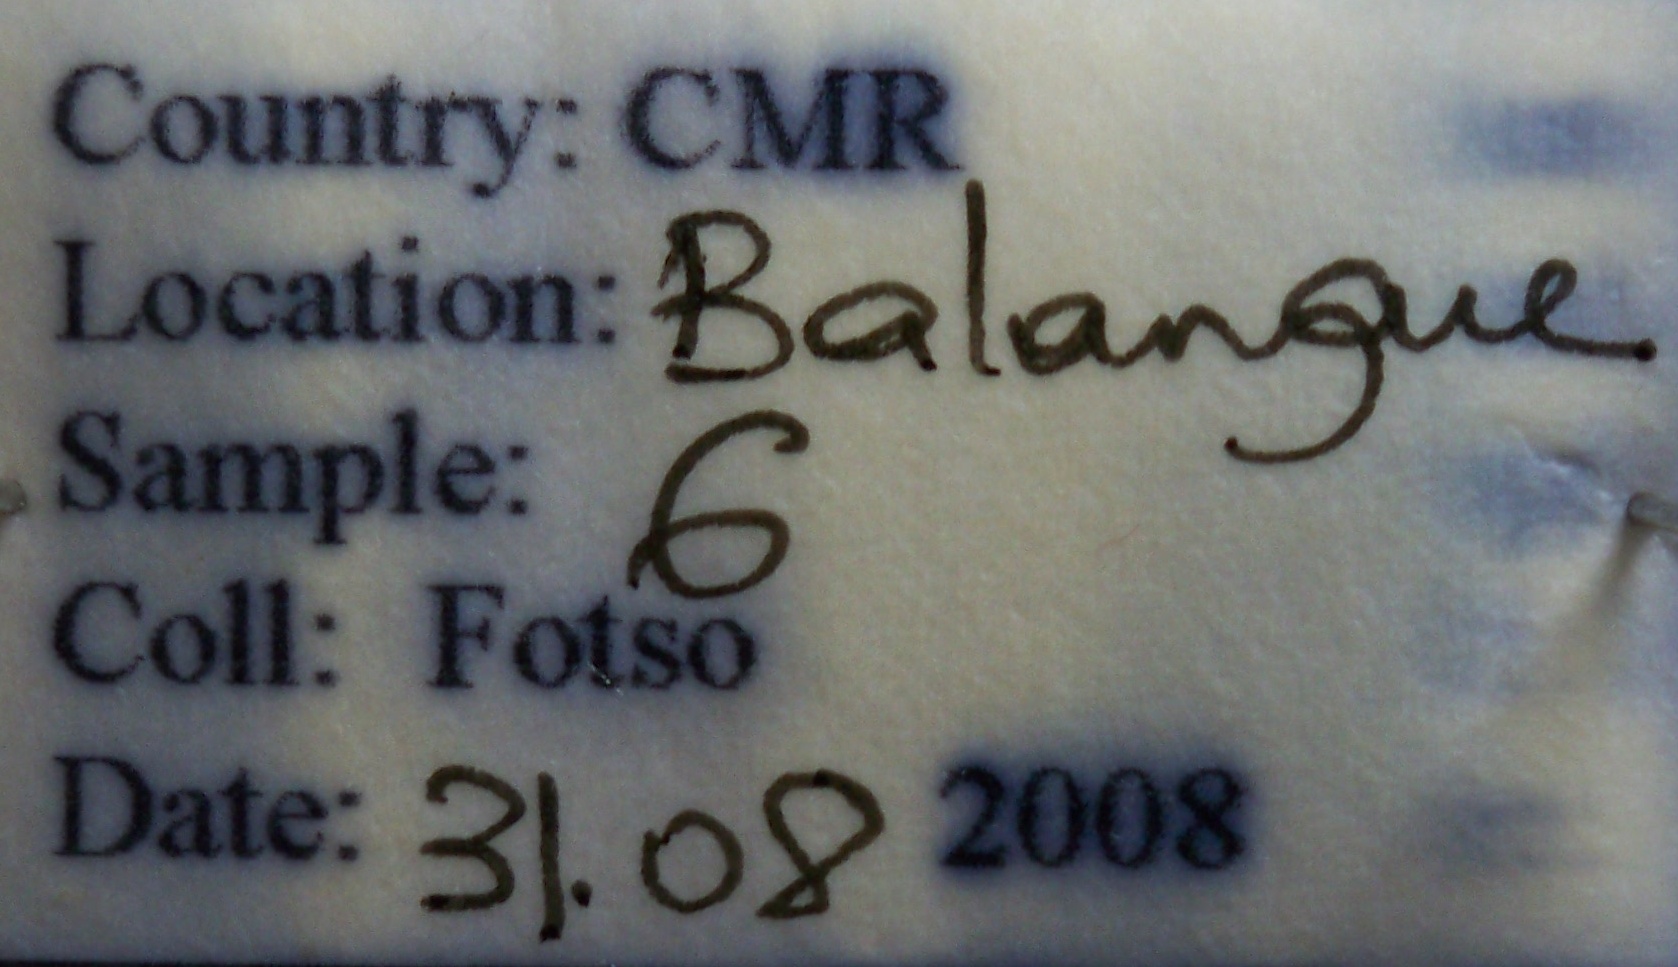 Country: CMR
Location: Balangue
Sample: 6
Coll: Fotso
Date: 31.08 2008